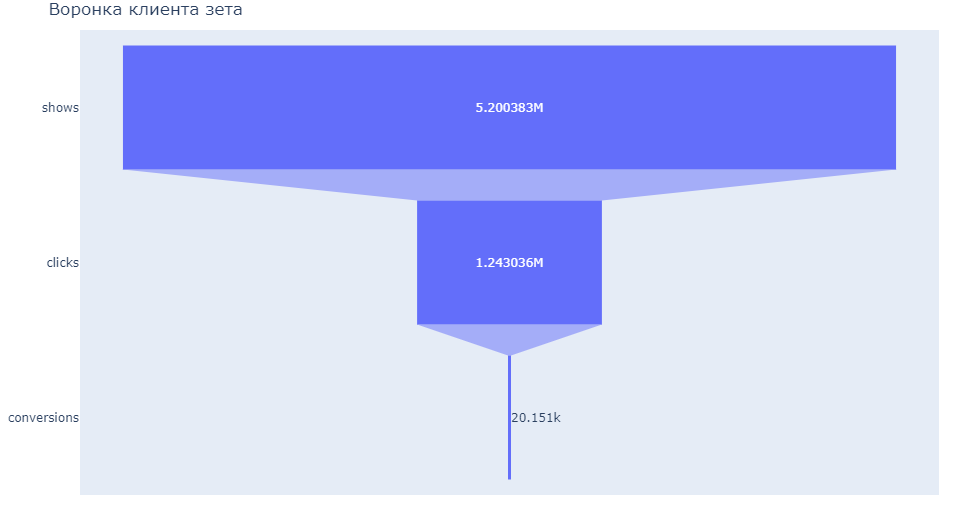 Воронка клиента зета
shows
5.200383M
clicks
1.243036M
conversions
20.151k